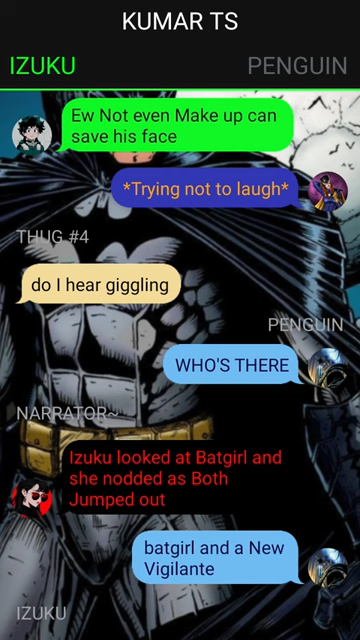 KUMAR TS
IZUKU
PENGUIN
Ew Not even Make up can
save his face
*Trying not to laugh*
THUG #4
do I hear giggling
PENGUIN
WHO'S THERE
NARRATOR~
Izuku looked at Batgirl and
she nodded as Both
Jumped out
batgirl and a New
Vigilante
IZUKU